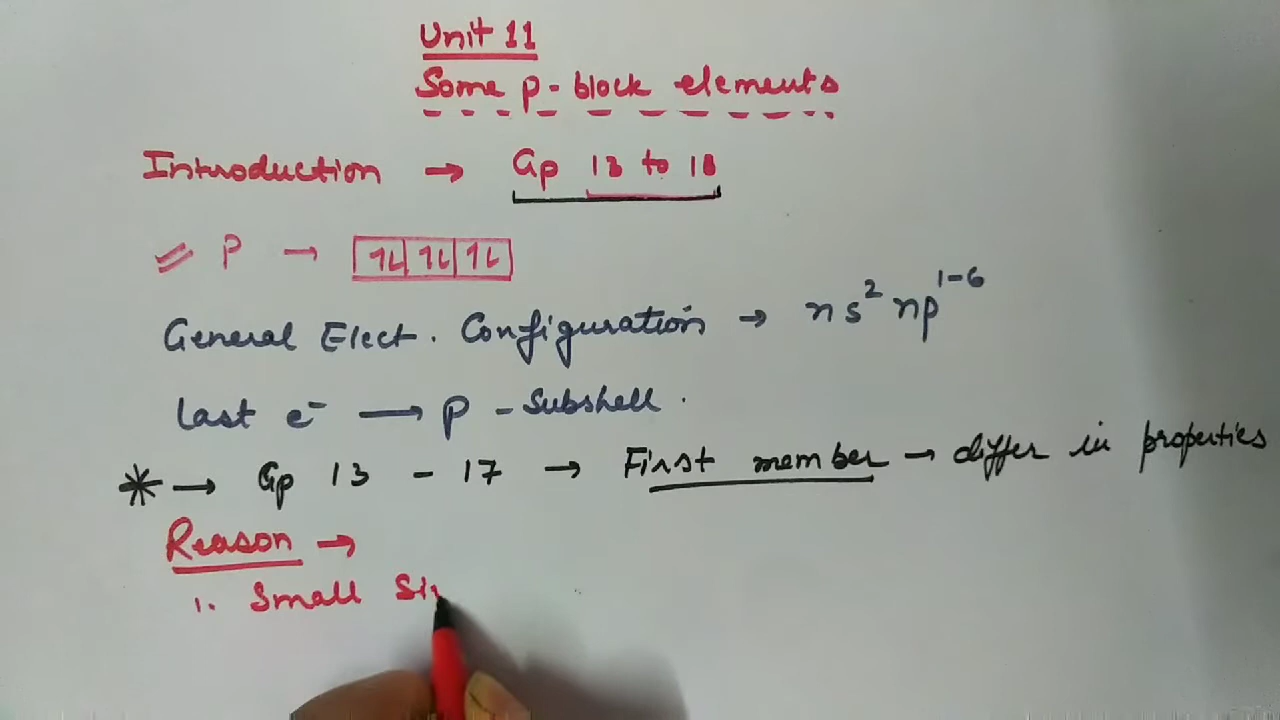 Unit 11
Some p-block elements
Introduction → Gp 13 to 18
P → 1L 1L 1L
General Elect. Configuration → ns² np¹⁻⁶
last e⁻ → p - Subshell.
* → Gp 13 - 17 → First member → differ in properties
Reason →
1. Small Si